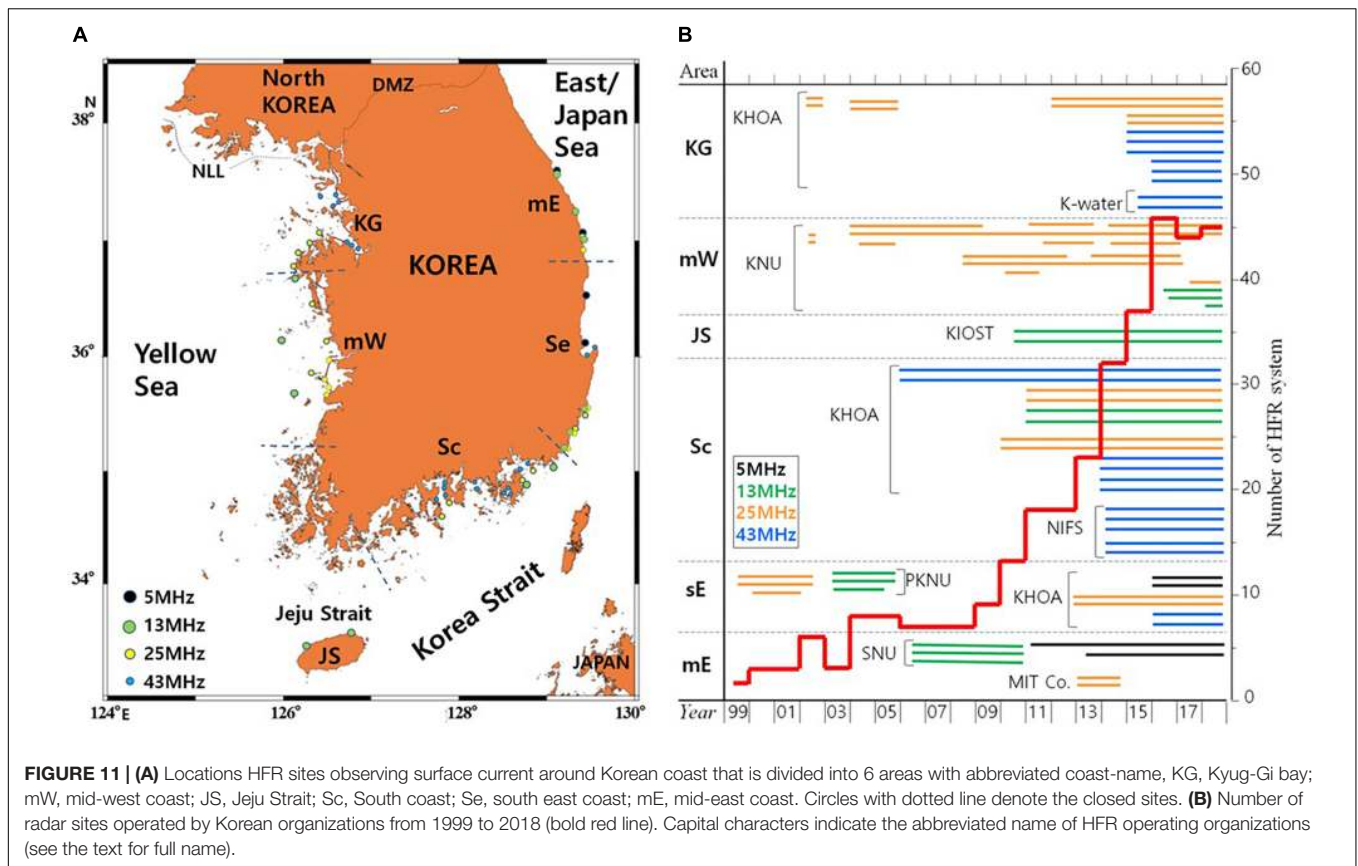 A
B
North
KOREA
DMZ
East/
Japan
Sea
N
38°
NLL
mE
KG
KOREA
mW
Se
Yellow
Sea
36°
Sc
34°
Korea Strait
Jeju Strait
JS
JAPAN
5MHz
13MHz
25MHz
43MHz
124°E
126°
128°
130°
Area
60
KHOA
KG
50
K-water
mW
KNU
40
JS
KIOST
30
KHOA
Sc
5MHz
13MHz
25MHz
43MHz
20
NIFS
sE
PKNU
KHOA
10
mE
SNU
MIT Co.
0
Number of HFR system
Year 99 01 03 05 07 09 11 13 15 17
FIGURE 11 | (A) Locations HFR sites observing surface current around Korean coast that is divided into 6 areas with abbreviated coast-name, KG, Kyug-Gi bay;
mW, mid-west coast; JS, Jeju Strait; Sc, South coast; Se, south east coast; mE, mid-east coast. Circles with dotted line denote the closed sites. (B) Number of
radar sites operated by Korean organizations from 1999 to 2018 (bold red line). Capital characters indicate the abbreviated name of HFR operating organizations
(see the text for full name).